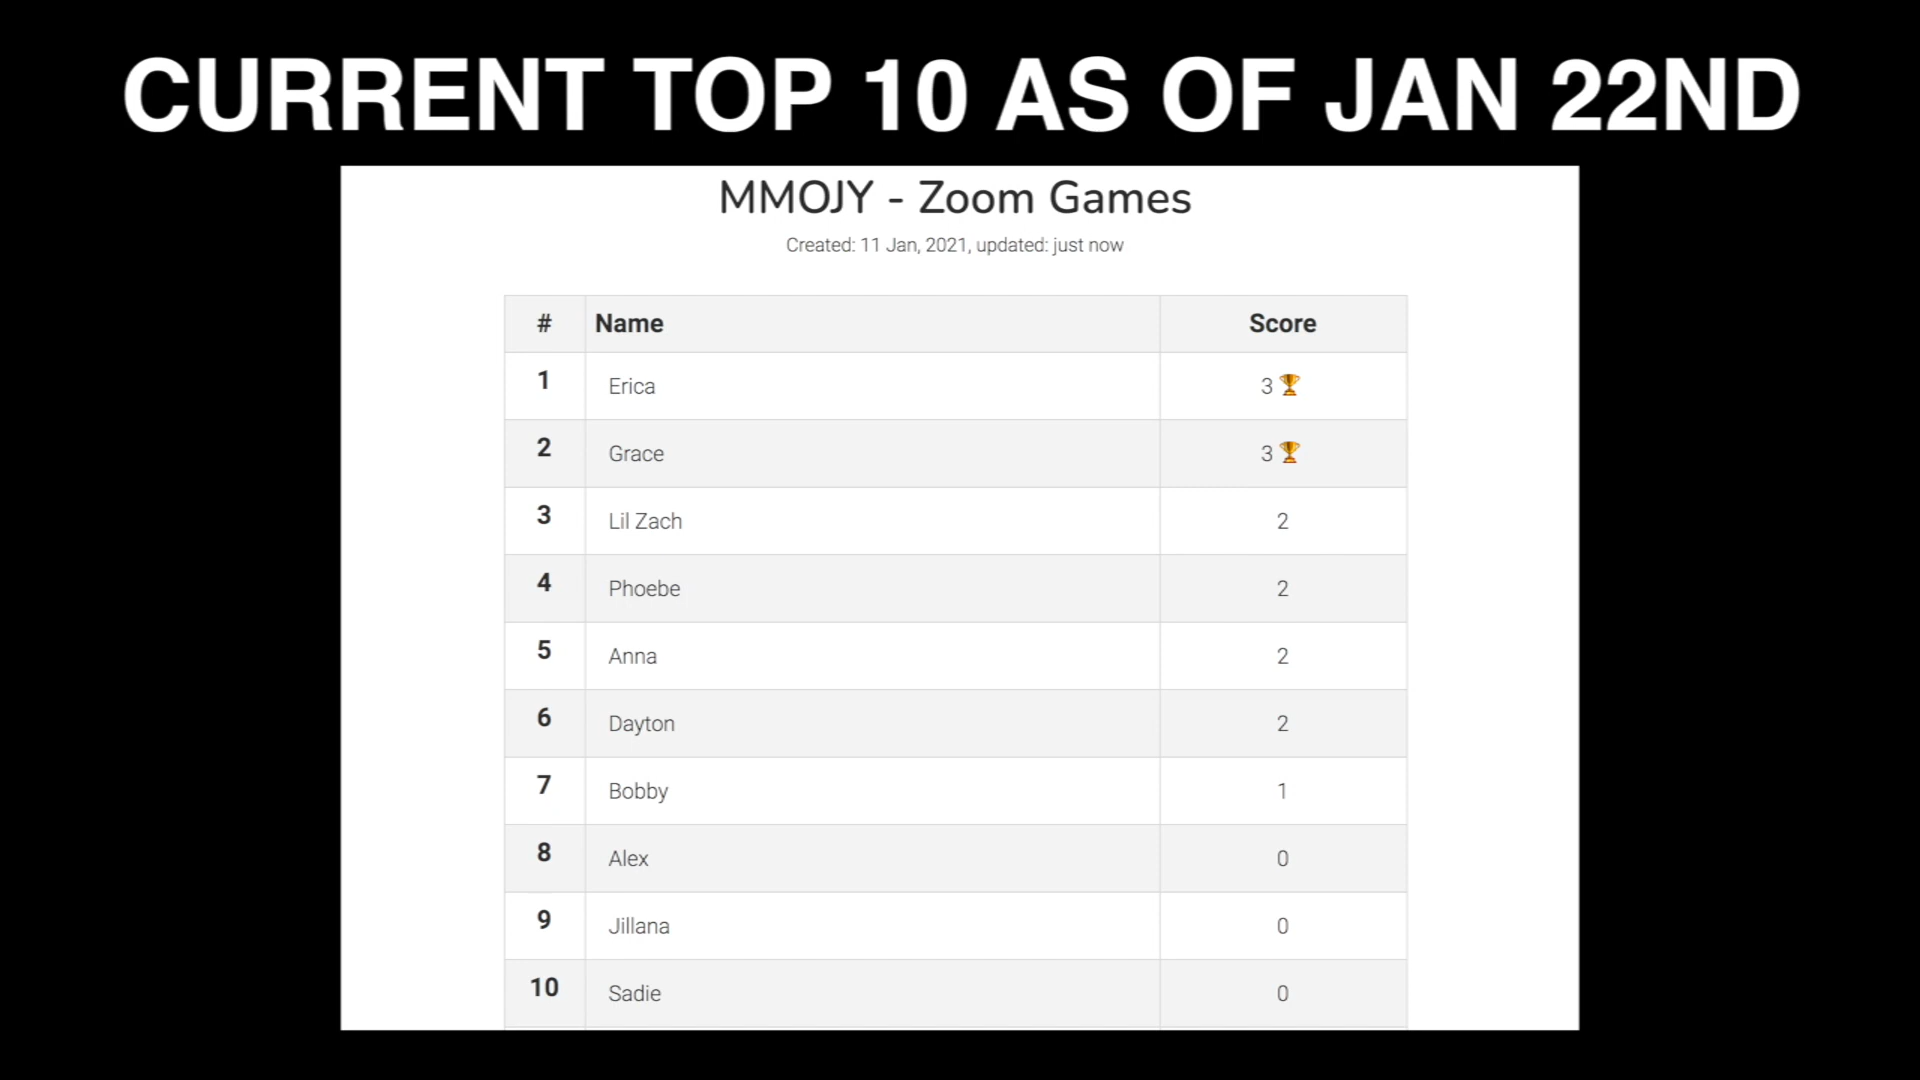 CURRENT TOP 10 AS OF JAN 22ND
MMOJY - Zoom Games
Created: 11 Jan, 2021, updated: just now
# Name Score
1 Erica 3 🏆
2 Grace 3 🏆
3 Lil Zach 2
4 Phoebe 2
5 Anna 2
6 Dayton 2
7 Bobby 1
8 Alex 0
9 Jillana 0
10 Sadie 0